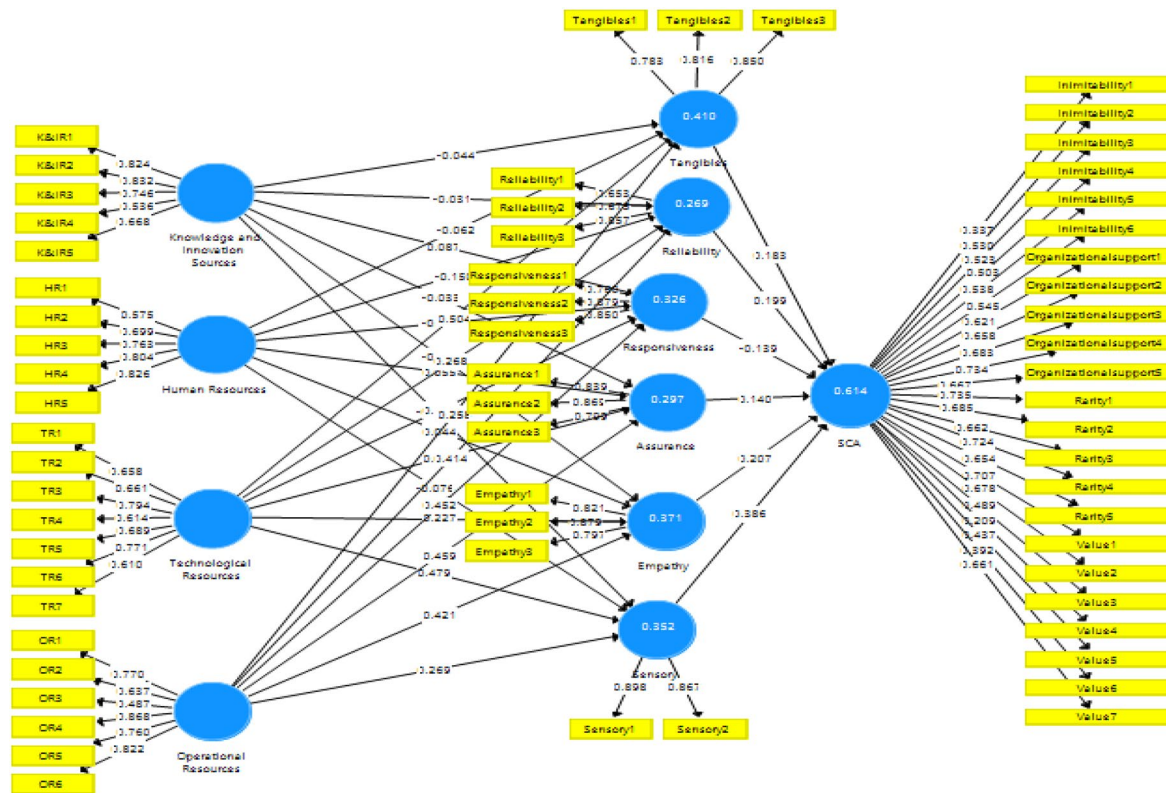 Tangibles1
Tangibles2
Tangibles3
0.783
0.816
0.850
0.410
Tangibles
K&IR1
K&IR2
K&IR3
K&IR4
K&IR5
0.824
0.832
0.746
0.536
0.668
Knowledge and
Innovation
Sources
HR1
HR2
HR3
HR4
HR5
0.575
0.699
0.763
0.804
0.826
Human Resources
TR1
TR2
TR3
TR4
TR5
TR6
TR7
0.658
0.661
0.794
0.614
0.689
0.771
0.610
Technological
Resources
OR1
OR2
OR3
OR4
OR5
OR6
0.770
0.637
0.487
0.868
0.760
0.822
Operational
Resources
-0.044
-0.031
-0.062
0.087
-0.033
0.504
0.268
0.044
0.414
-0.076
0.452
0.227
0.459
0.479
0.421
0.269
Reliability1
Reliability2
Reliability3
0.653
0.857
0.269
Reliability
Responsiveness1
Responsiveness2
Responsiveness3
0.879
0.850
0.326
Responsiveness
Assurance1
Assurance2
Assurance3
0.839
0.869
0.297
Assurance
Empathy1
Empathy2
Empathy3
0.821
0.879
0.797
0.371
Empathy
0.352
Sensory
0.898
0.867
Sensory1
Sensory2
0.183
0.199
-0.139
0.140
0.207
0.386
0.614
SCA
0.337
0.530
0.523
0.503
0.538
0.545
0.621
0.658
0.683
0.734
0.667
0.735
0.685
0.662
0.724
0.654
0.707
0.678
0.489
0.209
0.437
0.392
0.661
Inimitability1
Inimitability2
Inimitability3
Inimitability4
Inimitability5
Inimitability6
Organizationalsupport1
Organizationalsupport2
Organizationalsupport3
Organizationalsupport4
Organizationalsupport5
Rarity1
Rarity2
Rarity3
Rarity4
Rarity5
Value1
Value2
Value3
Value4
Value5
Value6
Value7